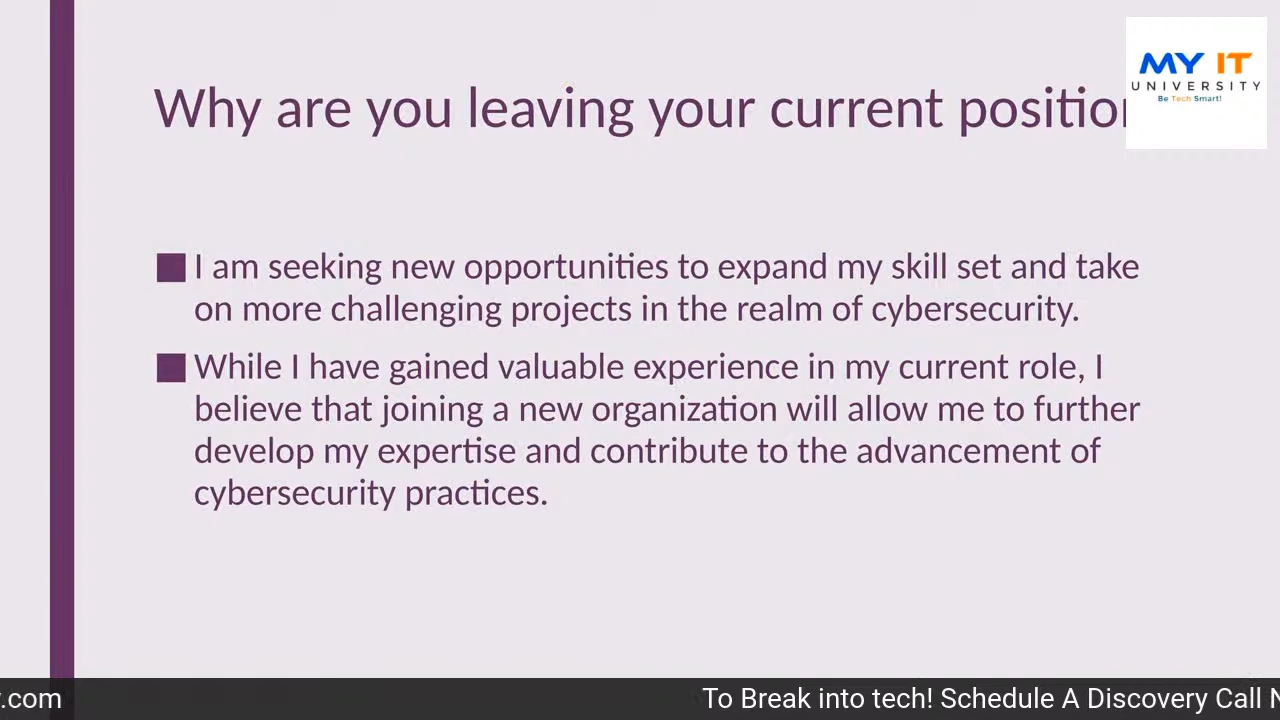 MY IT
UNIVERSITY
Be Tech Smart!
Why are you leaving your current position
I am seeking new opportunities to expand my skill set and take
on more challenging projects in the realm of cybersecurity.
While I have gained valuable experience in my current role, I
believe that joining a new organization will allow me to further
develop my expertise and contribute to the advancement of
cybersecurity practices.
.com
To Break into tech! Schedule A Discovery Call